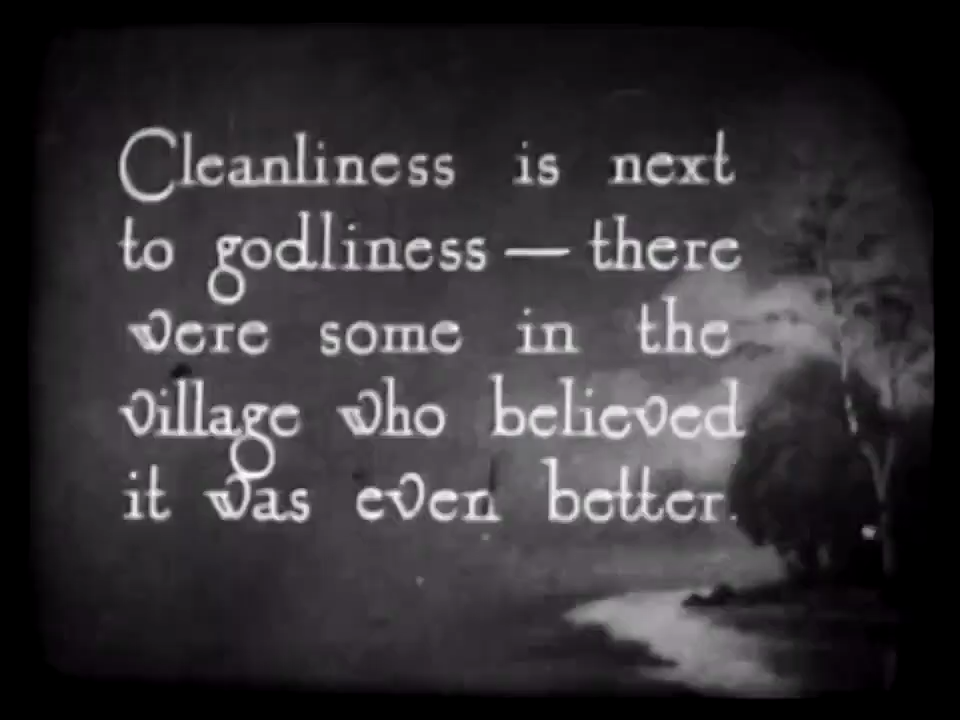 Cleanliness is next
to godliness — there
were some in the
village who believed
it was even better.